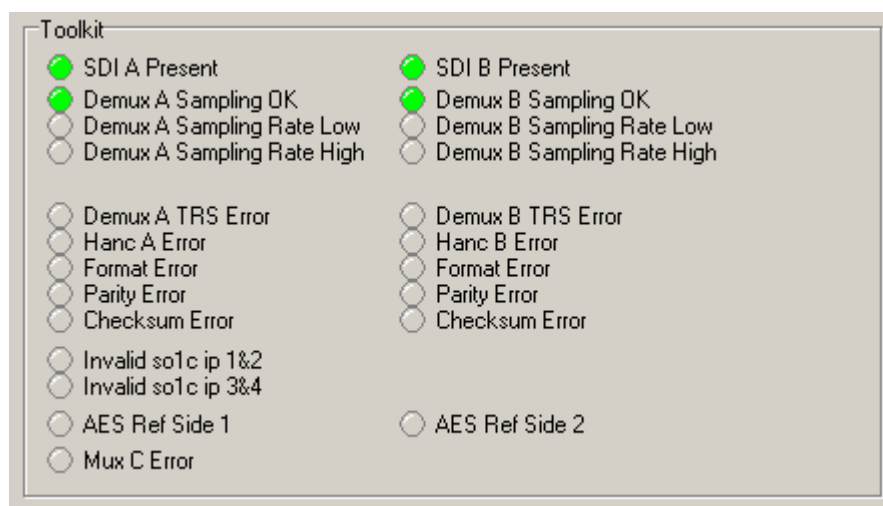 Toolkit
SDI A Present
SDI B Present
Demux A Sampling OK
Demux B Sampling OK
Demux A Sampling Rate Low
Demux B Sampling Rate Low
Demux A Sampling Rate High
Demux B Sampling Rate High
Demux A TRS Error
Demux B TRS Error
Hanc A Error
Hanc B Error
Format Error
Format Error
Parity Error
Parity Error
Checksum Error
Checksum Error
Invalid so1c ip 1&2
Invalid so1c ip 3&4
AES Ref Side 1
AES Ref Side 2
Mux C Error